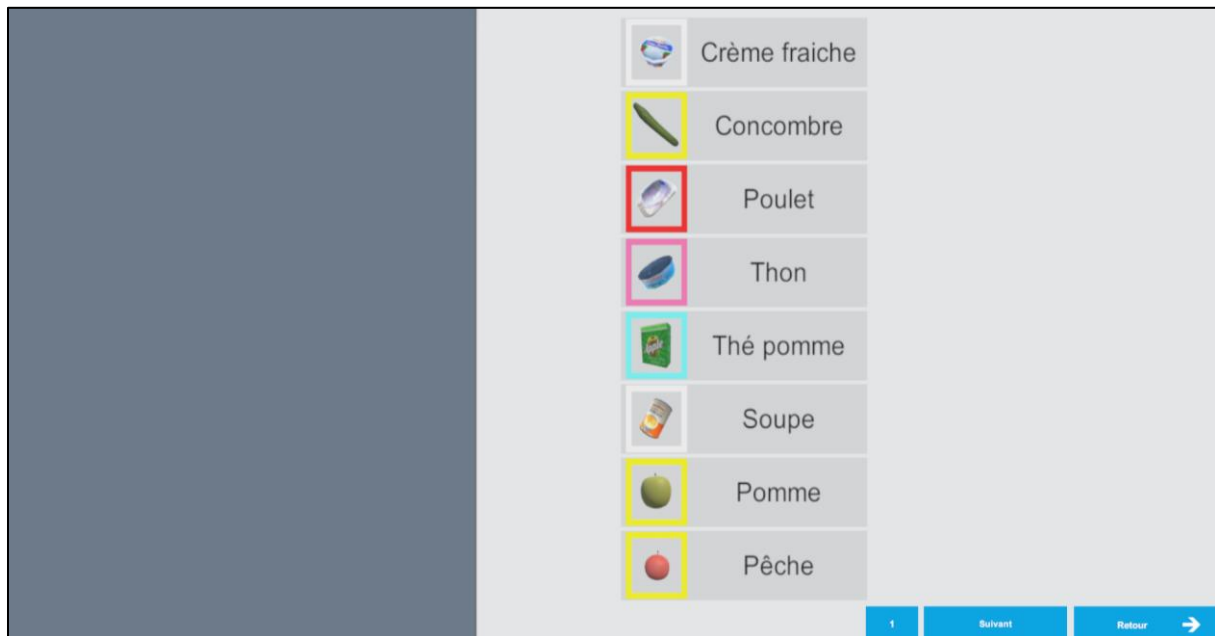 Crème fraiche
Concombre
Poulet
Thon
Thé pomme
Soupe
Pomme
Pêche
1
Suivant
Retour